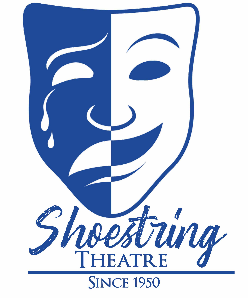 Shoestring
THEATRE
SINCE 1950